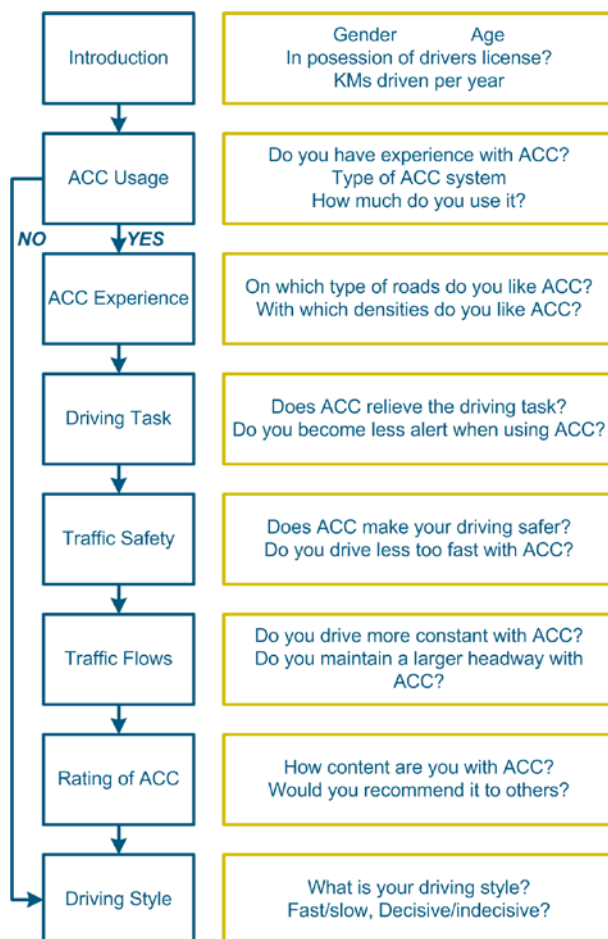 Introduction
Gender Age
In posession of drivers license?
KMs driven per year
ACC Usage
Do you have experience with ACC?
Type of ACC system
How much do you use it?
NO
YES
ACC Experience
On which type of roads do you like ACC?
With which densities do you like ACC?
Driving Task
Does ACC relieve the driving task?
Do you become less alert when using ACC?
Traffic Safety
Does ACC make your driving safer?
Do you drive less too fast with ACC?
Traffic Flows
Do you drive more constant with ACC?
Do you maintain a larger headway with
ACC?
Rating of ACC
How content are you with ACC?
Would you recommend it to others?
Driving Style
What is your driving style?
Fast/slow, Decisive/indecisive?